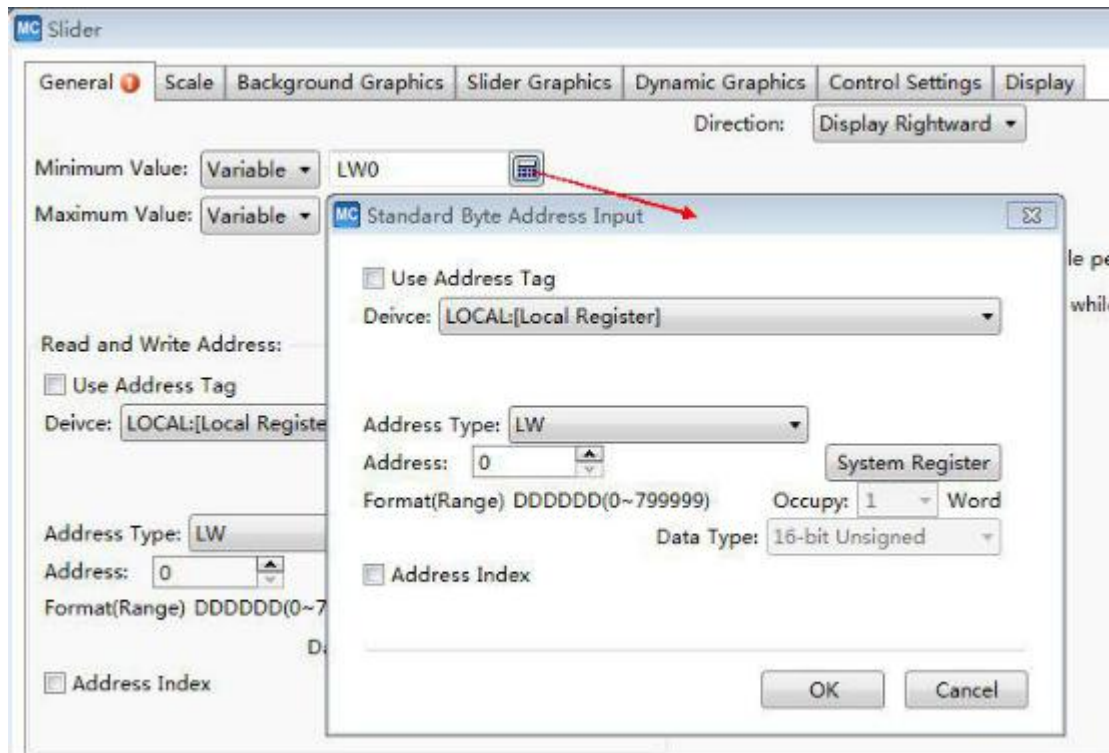 MC Slider
General Scale Background Graphics Slider Graphics Dynamic Graphics Control Settings Display
Direction: Display Rightward
Minimum Value: Variable LW0
Maximum Value: Variable
MC Standard Byte Address Input
Use Address Tag
Deivce: LOCAL:[Local Register]
Address Type: LW
Address: 0 System Register
Format(Range) DDDDDD(0~799999) Occupy: 1 Word
Data Type: 16-bit Unsigned
Address Index
OK Cancel
le pe
while
Read and Write Address:
Use Address Tag
Deivce: LOCAL:[Local Registe
Address Type: LW
Address: 0
Format(Range) DDDDDD(0~7
Da
Address Index